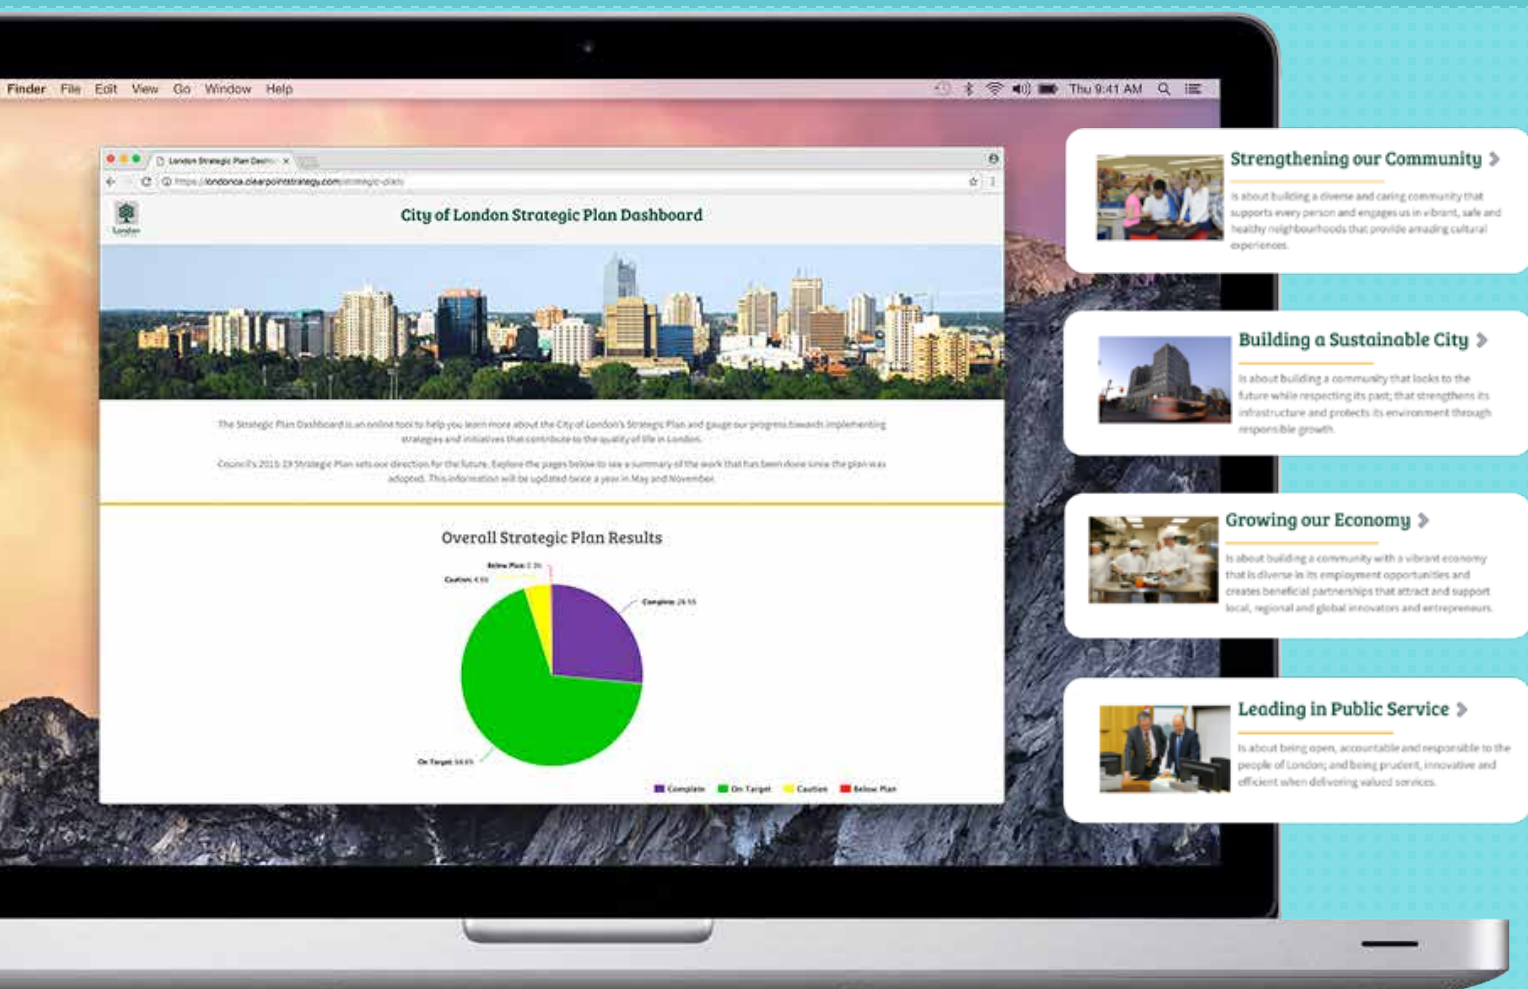 Finder File Edit View Go Window Help
Thu 9:41 AM
London Strategic Plan Dashb
https://londonca.clearpointstrategy.com/strategic-plan/
London
City of London Strategic Plan Dashboard
The Strategic Plan Dashboard is an online tool to help you learn more about the City of London's Strategic Plan and gauge our progress towards implementing
strategies and initiatives that contribute to the quality of life in London.
Council's 2015-19 Strategic Plan sets our direction for the future. Explore the pages below to see a summary of the work that has been done since the plan was
adopted. This information will be updated twice a year in May and November.
Overall Strategic Plan Results
Below Plan:
Caution:
Complete:
On Target:
Complete On Target Caution Below Plan
Strengthening our Community
is about building a diverse and caring community that
supports every person and engages us in vibrant, safe and
healthy neighbourhoods that provide amazing cultural
experiences.
Building a Sustainable City
is about building a community that looks to the
future while respecting its past; that strengthens its
infrastructure and protects its environment through
responsible growth.
Growing our Economy
is about building a community with a vibrant economy
that is diverse in its employment opportunities and
creates beneficial partnerships that attract and support
local, regional and global innovators and entrepreneurs.
Leading in Public Service
is about being open, accountable and responsible to the
people of London; and being prudent, innovative and
efficient when delivering valued services.